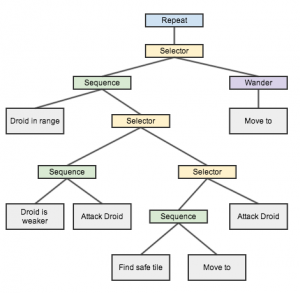 Repeat
Selector
Sequence
Wander
Droid in range
Selector
Move to
Sequence
Selector
Droid is
weaker
Attack Droid
Sequence
Attack Droid
Find safe tile
Move to